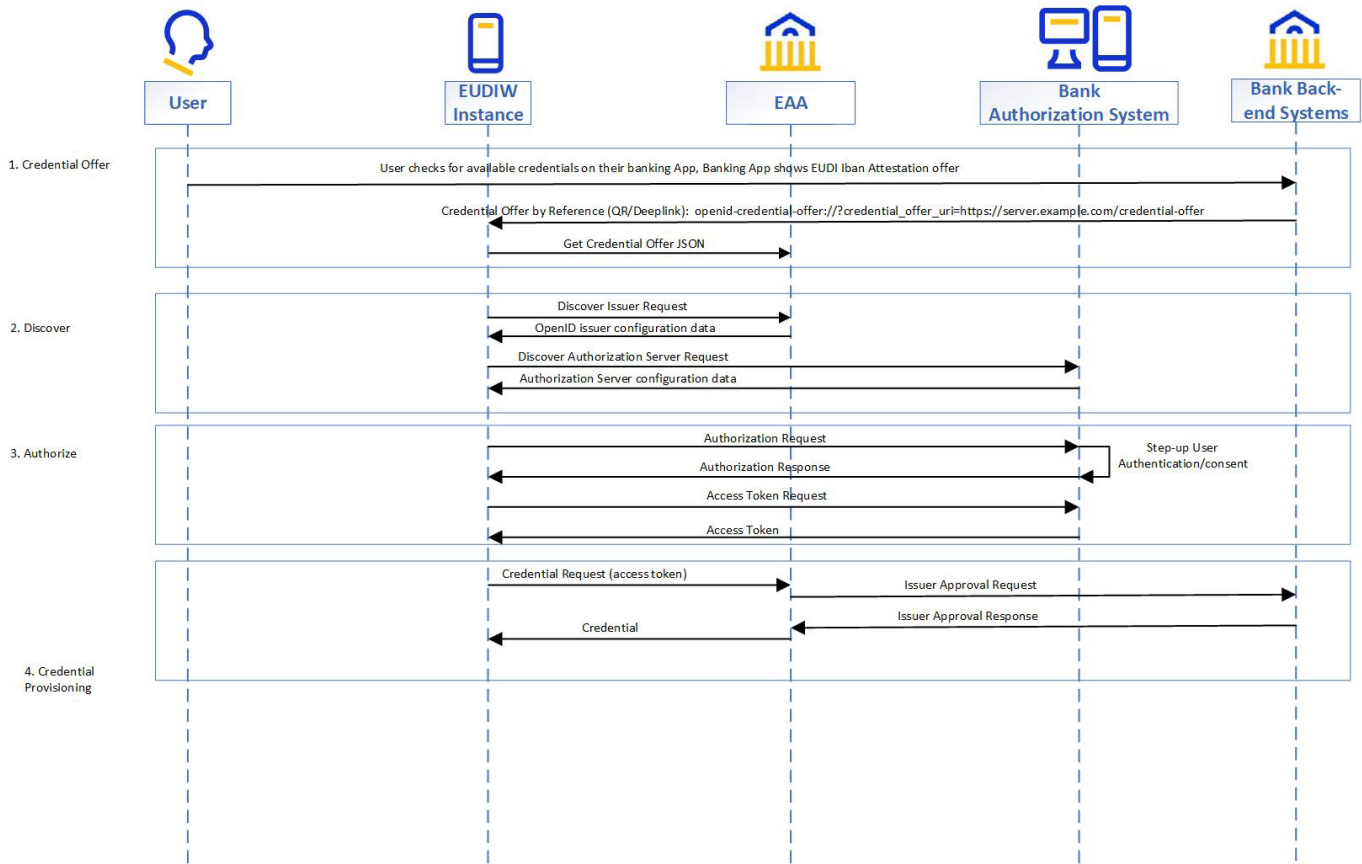 User
EUDIW
Instance
EAA
Bank
Authorization System
Bank Back-
end Systems
1. Credential Offer
User checks for available credentials on their banking App, Banking App shows EUDI Iban Attestation offer
Credential Offer by Reference (QR/Deeplink): openid-credential-offer://?credential_offer_uri=https://server.example.com/credential-offer
Get Credential Offer JSON
2. Discover
Discover Issuer Request
OpenID issuer configuration data
Discover Authorization Server Request
Authorization Server configuration data
3. Authorize
Authorization Request
Step-up User
Authentication/consent
Authorization Response
Access Token Request
Access Token
Credential Request (access token)
Issuer Approval Request
Issuer Approval Response
Credential
4. Credential
Provisioning